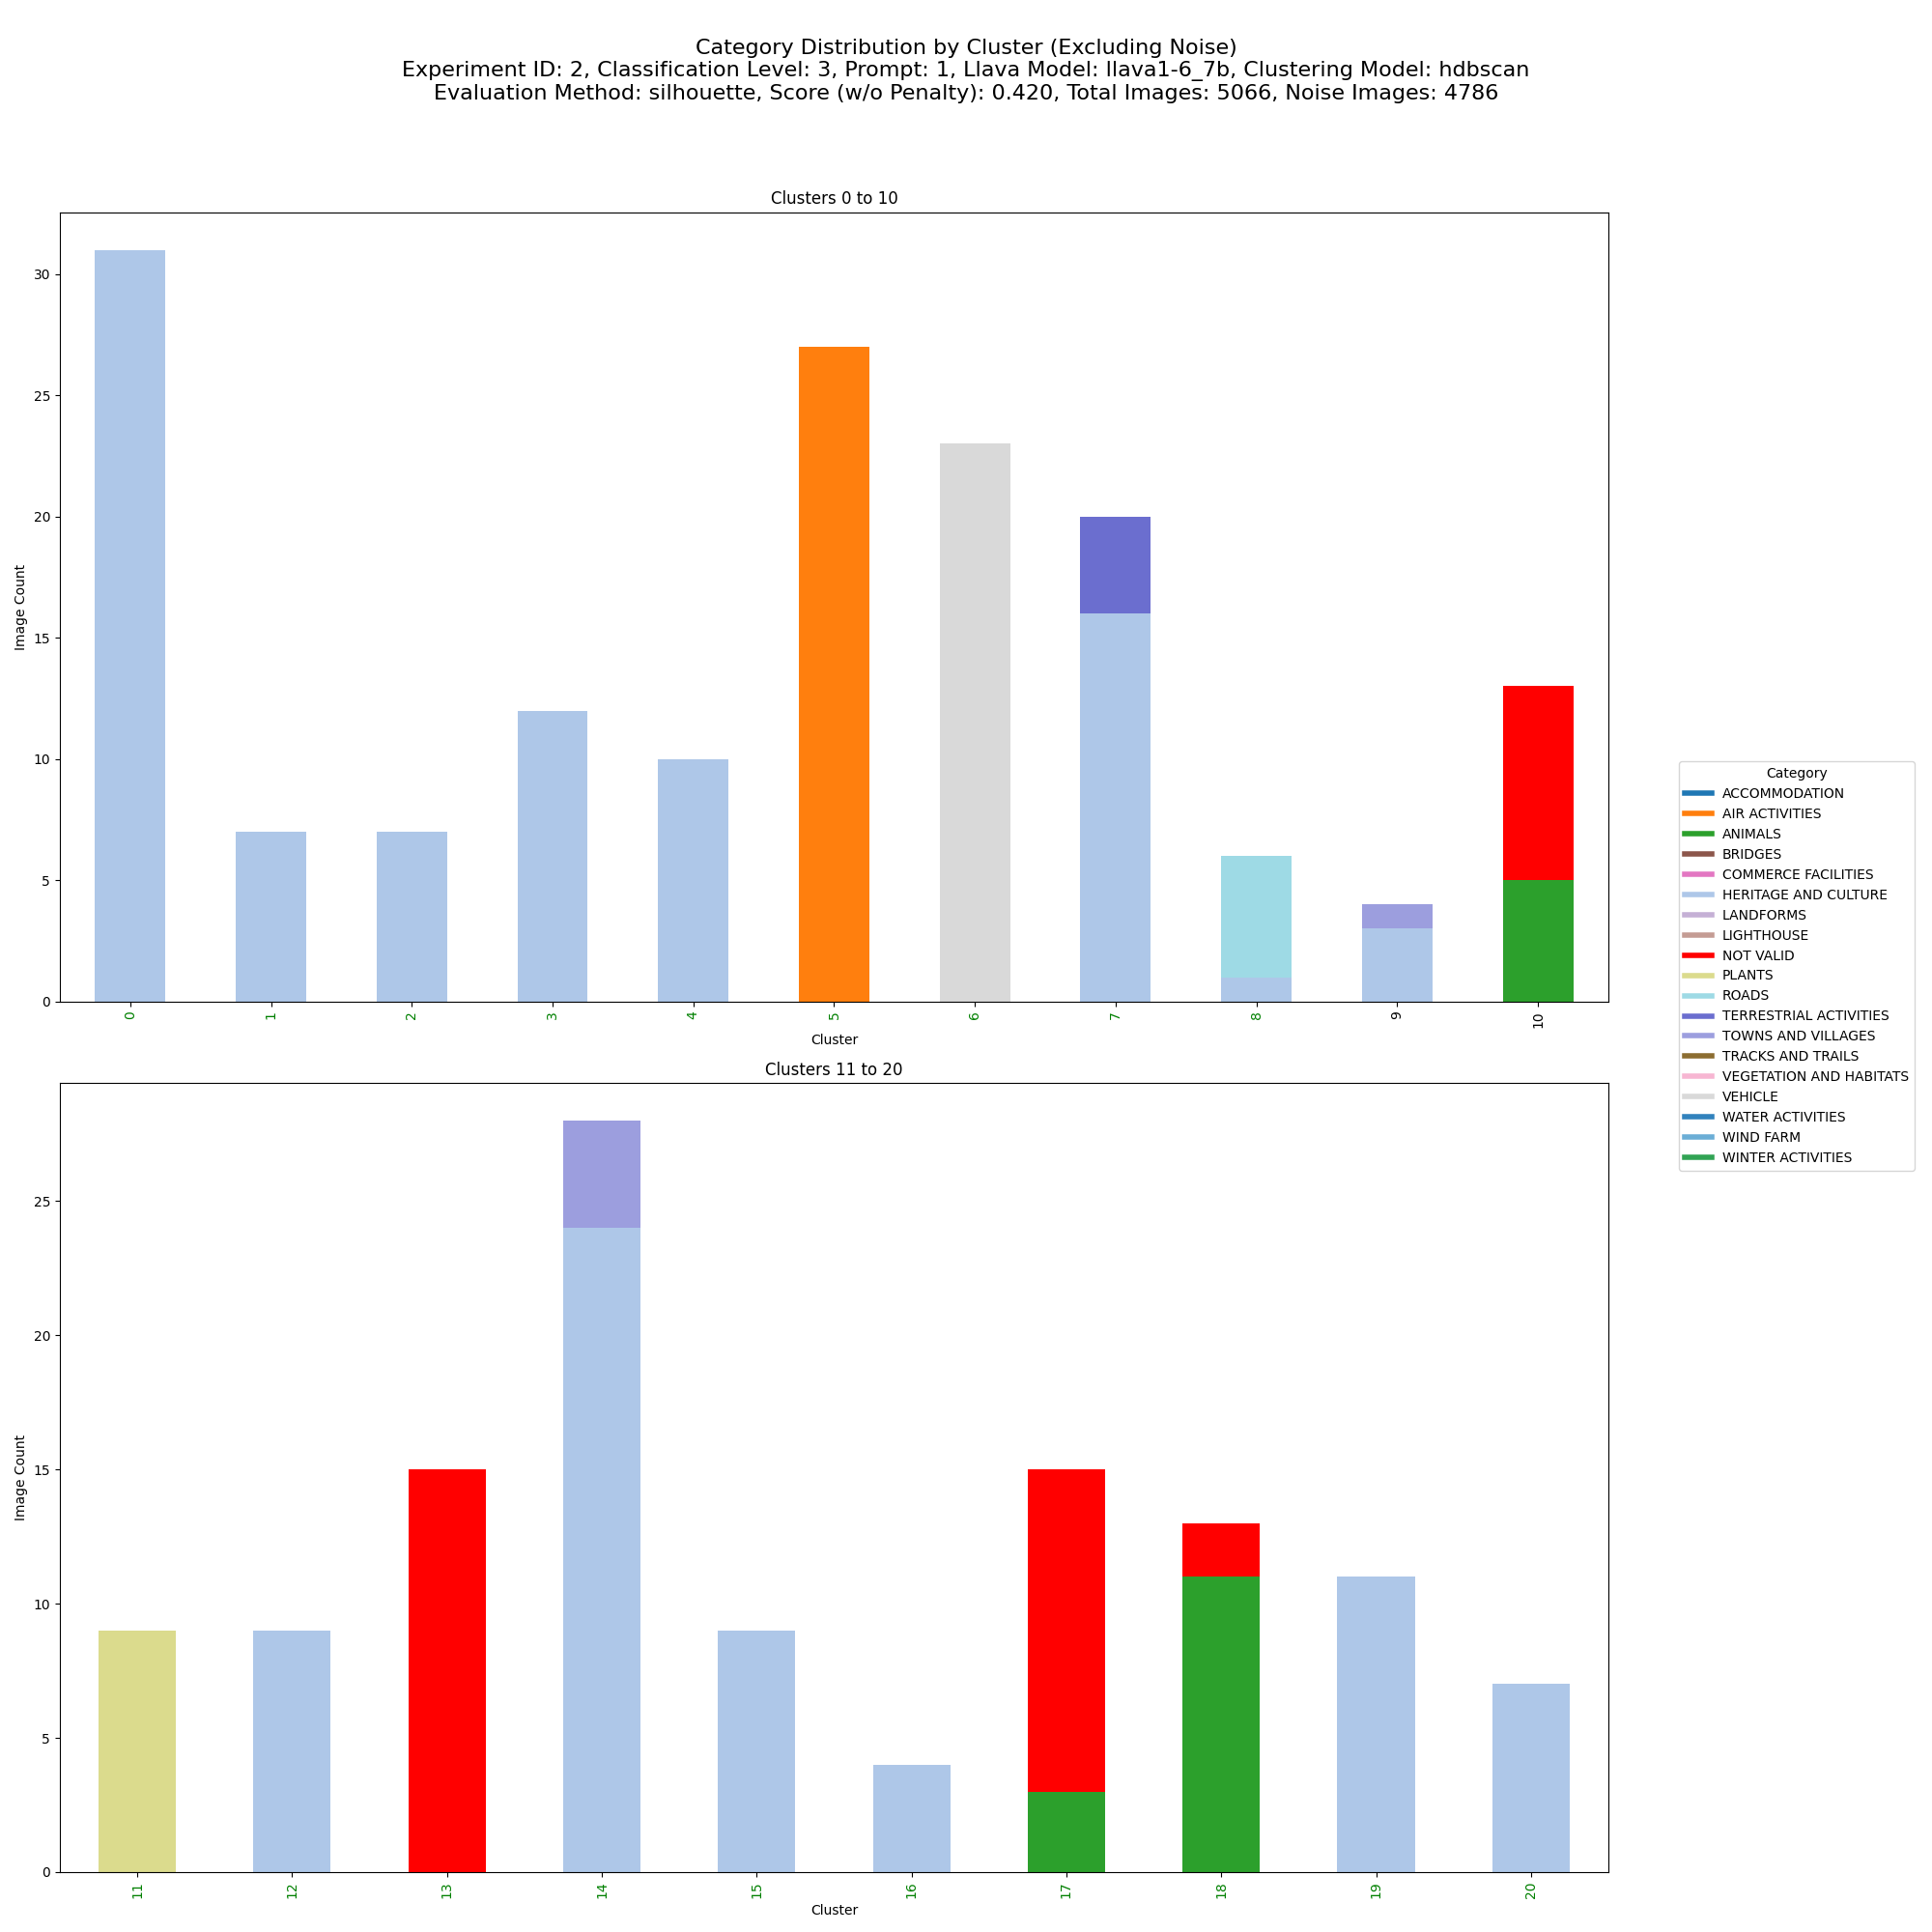 Category Distribution by Cluster (Excluding Noise)
Experiment ID: 2, Classification Level: 3, Prompt: 1, Llava Model: llava1-6_7b, Clustering Model: hdbscan
Evaluation Method: silhouette, Score (w/o Penalty): 0.420, Total Images: 5066, Noise Images: 4786
Clusters 0 to 10
Image Count
30
25
20
15
10
5
0
0 1 2 3 4 5 6 7 8 9 10
Cluster
Category
ACCOMMODATION
AIR ACTIVITIES
ANIMALS
BRIDGES
COMMERCE FACILITIES
HERITAGE AND CULTURE
LANDFORMS
LIGHTHOUSE
NOT VALID
PLANTS
ROADS
TERRESTRIAL ACTIVITIES
TOWNS AND VILLAGES
TRACKS AND TRAILS
VEGETATION AND HABITATS
VEHICLE
WATER ACTIVITIES
WIND FARM
WINTER ACTIVITIES
Clusters 11 to 20
Image Count
25
20
15
10
5
0
11 12 13 14 15 16 17 18 19 20
Cluster